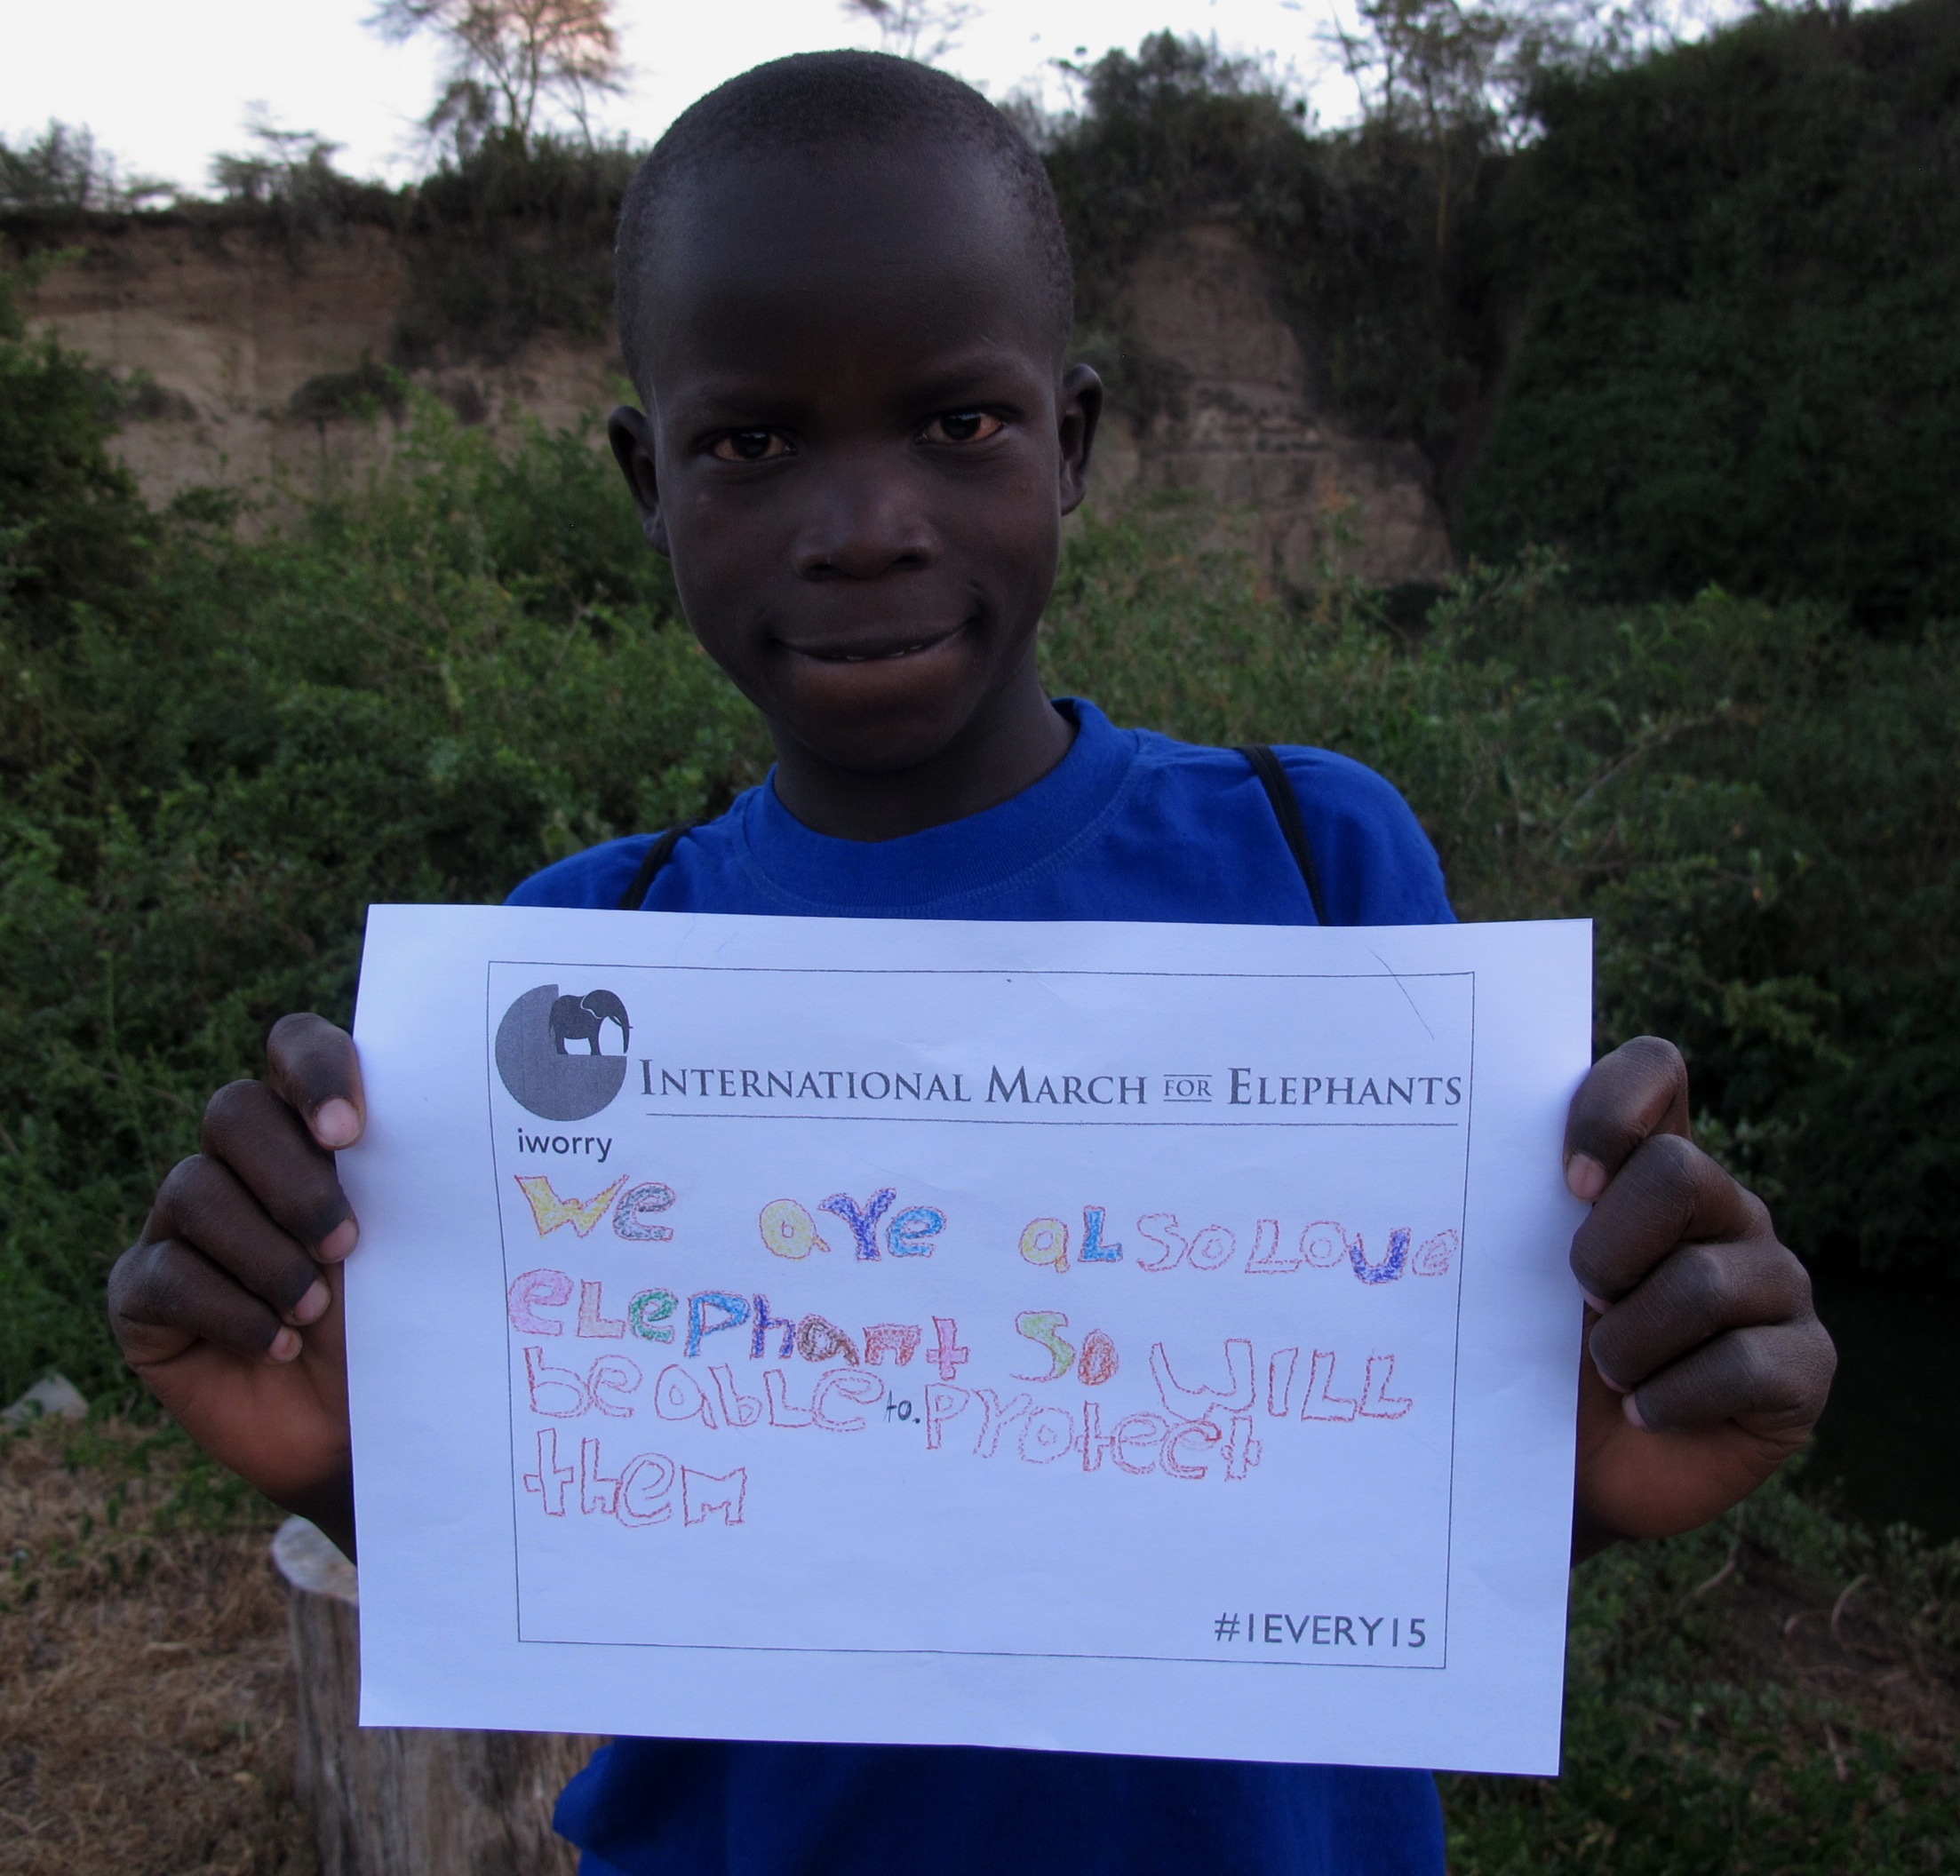 INTERNATIONAL MARCH FOR ELEPHANTS
iworry
We are aLSO LOVE
eLephant So WILL
be abLe to. protect
them
#1EVERY15